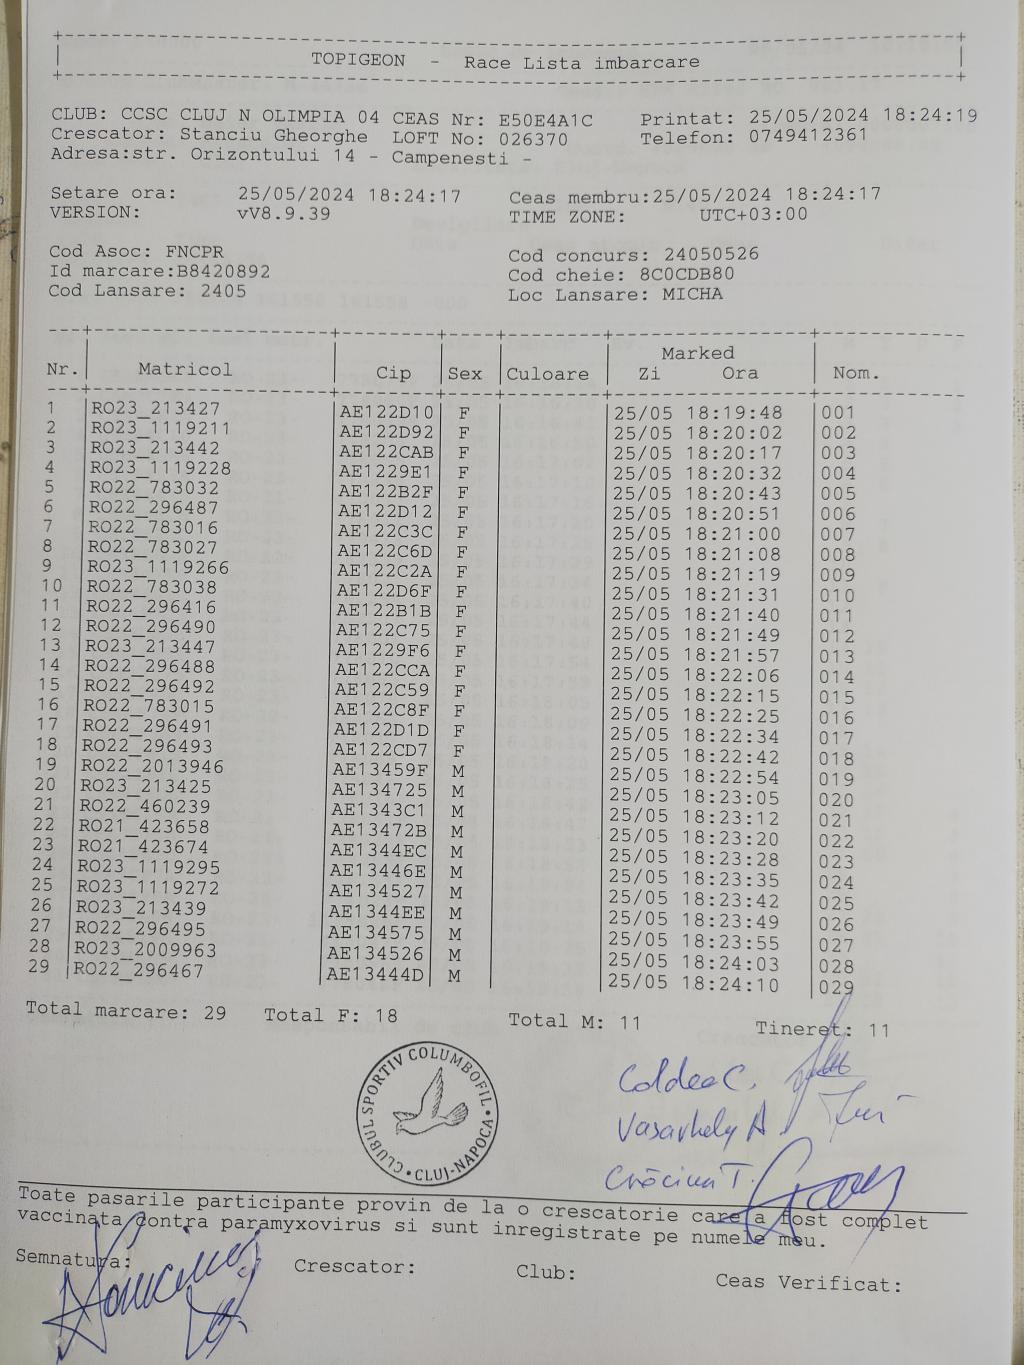 TOPIGEON - Race Lista imbarcare
CLUB: CCSC CLUJ N OLIMPIA 04 CEAS Nr: E50E4A1C Printat: 25/05/2024 18:24:19
Crescator: Stanciu Gheorghe LOFT No: 026370 Telefon: 0749412361
Adresa:str. Orizontului 14 - Campenesti -
Setare ora: 25/05/2024 18:24:17 Ceas membru:25/05/2024 18:24:17
VERSION: vV8.9.39 TIME ZONE: UTC+03:00
Cod Asoc: FNCPR Cod concurs: 24050526
Id marcare:B8420892 Cod cheie: 8C0CDB80
Cod Lansare: 2405 Loc Lansare: MICHA
Marked
Nr. Matricol Cip Sex Culoare Zi Ora Nom.
1 RO23_213427 AE122D10 F 25/05 18:19:48 001
2 RO23_1119211 AE122D92 F 25/05 18:20:02 002
3 RO23_213442 AE122CAB F 25/05 18:20:17 003
4 RO23_1119228 AE1229E1 F 25/05 18:20:32 004
5 RO22_783032 AE122B2F F 25/05 18:20:43 005
6 RO22_296487 AE122D12 F 25/05 18:20:51 006
7 RO22_783016 AE122C3C F 25/05 18:21:00 007
8 RO22_783027 AE122C6D F 25/05 18:21:08 008
9 RO23_1119266 AE122C2A F 25/05 18:21:19 009
10 RO22_783038 AE122D6F F 25/05 18:21:31 010
11 RO22_296416 AE122B1B F 25/05 18:21:40 011
12 RO22_296490 AE122C75 F 25/05 18:21:49 012
13 RO23_213447 AE1229F6 F 25/05 18:21:57 013
14 RO22_296488 AE122CCA F 25/05 18:22:06 014
15 RO22_296492 AE122C59 F 25/05 18:22:15 015
16 RO22_783015 AE122C8F F 25/05 18:22:25 016
17 RO22_296491 AE122D1D F 25/05 18:22:34 017
18 RO22_296493 AE122CD7 F 25/05 18:22:42 018
19 RO22_2013946 AE13459F M 25/05 18:22:54 019
20 RO23_213425 AE134725 M 25/05 18:23:05 020
21 RO22_460239 AE1343C1 M 25/05 18:23:12 021
22 RO21_423658 AE13472B M 25/05 18:23:20 022
23 RO21_423674 AE1344EC M 25/05 18:23:28 023
24 RO23_1119295 AE13446E M 25/05 18:23:35 024
25 RO23_1119272 AE134527 M 25/05 18:23:42 025
26 RO23_213439 AE1344EE M 25/05 18:23:49 026
27 RO22_296495 AE134575 M 25/05 18:23:55 027
28 RO23_2009963 AE134526 M 25/05 18:24:03 028
29 RO22_296467 AE13444D M 25/05 18:24:10 029
Total marcare: 29 Total F: 18 Total M: 11 Tineret: 11
CLUBUL SPORTIV COLUMBOFIL • CLUJ-NAPOCA •
Coldea C.
Vasarhely A
Crăciun T.
Toate pasarile participante provin de la o crescatorie care a fost complet
vaccinata contra paramyxovirus si sunt inregistrate pe numele meu.
Semnatura: Crescator: Club: Ceas Verificat: